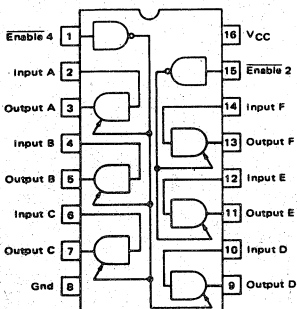 Enable 4 1
Input A 2
Output A 3
Input B 4
Output B 5
Input C 6
Output C 7
Gnd 8
16 VCC
15 Enable 2
14 Input F
13 Output F
12 Input E
11 Output E
10 Input D
9 Output D